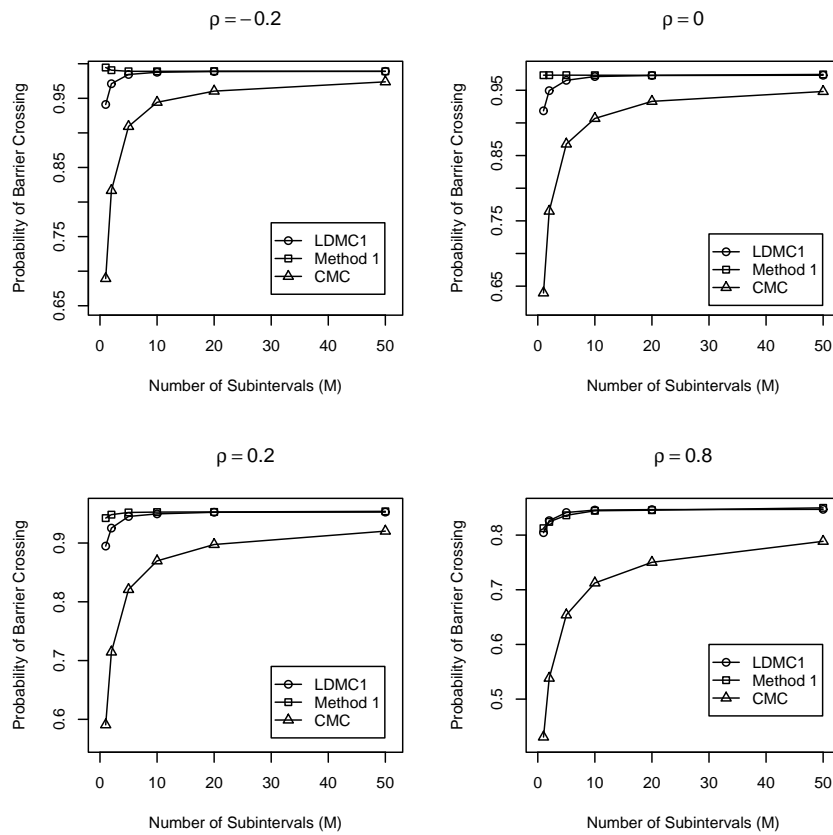 ρ = − 0.2
Probability of Barrier Crossing
0.65 0.75 0.85 0.95
0 10 20 30 40 50
Number of Subintervals (M)
LDMC1
Method 1
CMC
ρ = 0
Probability of Barrier Crossing
0.65 0.75 0.85 0.95
0 10 20 30 40 50
Number of Subintervals (M)
LDMC1
Method 1
CMC
ρ = 0.2
Probability of Barrier Crossing
0.6 0.7 0.8 0.9
0 10 20 30 40 50
Number of Subintervals (M)
LDMC1
Method 1
CMC
ρ = 0.8
Probability of Barrier Crossing
0.5 0.6 0.7 0.8
0 10 20 30 40 50
Number of Subintervals (M)
LDMC1
Method 1
CMC